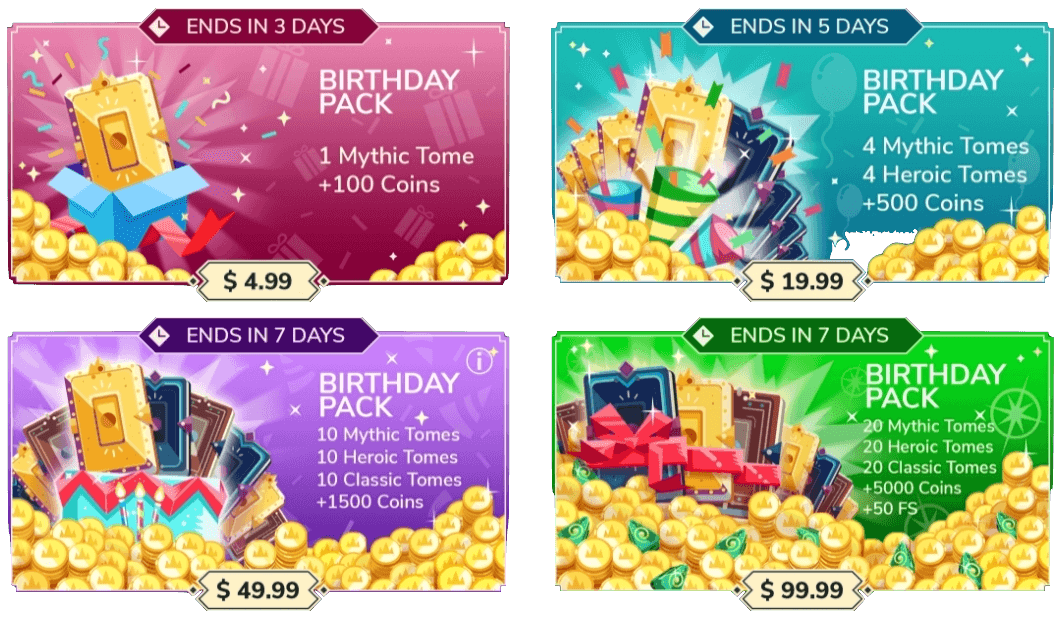 ENDS IN 3 DAYS
BIRTHDAY
PACK
1 Mythic Tome
+100 Coins
$ 4.99
ENDS IN 5 DAYS
BIRTHDAY
PACK
4 Mythic Tomes
4 Heroic Tomes
+500 Coins
$ 19.99
ENDS IN 7 DAYS
BIRTHDAY
PACK
10 Mythic Tomes
10 Heroic Tomes
10 Classic Tomes
+1500 Coins
$ 49.99
ENDS IN 7 DAYS
BIRTHDAY
PACK
20 Mythic Tomes
20 Heroic Tomes
20 Classic Tomes
+5000 Coins
+50 FS
$ 99.99